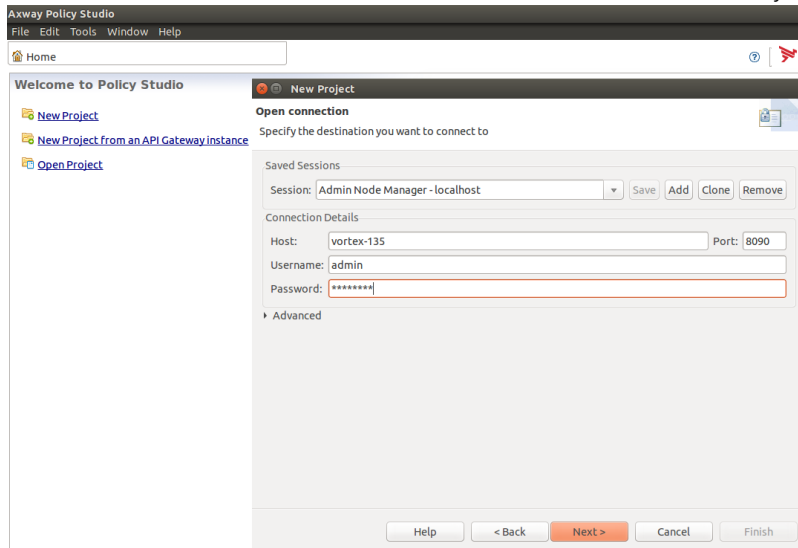 Axway Policy Studio
File Edit Tools Window Help
Home
Welcome to Policy Studio
New Project
New Project from an API Gateway instance
Open Project
New Project
Open connection
Specify the destination you want to connect to
Saved Sessions
Session: Admin Node Manager - localhost Save Add Clone Remove
Connection Details
Host: vortex-135 Port: 8090
Username: admin
Password: ********
Advanced
Help < Back Next > Cancel Finish